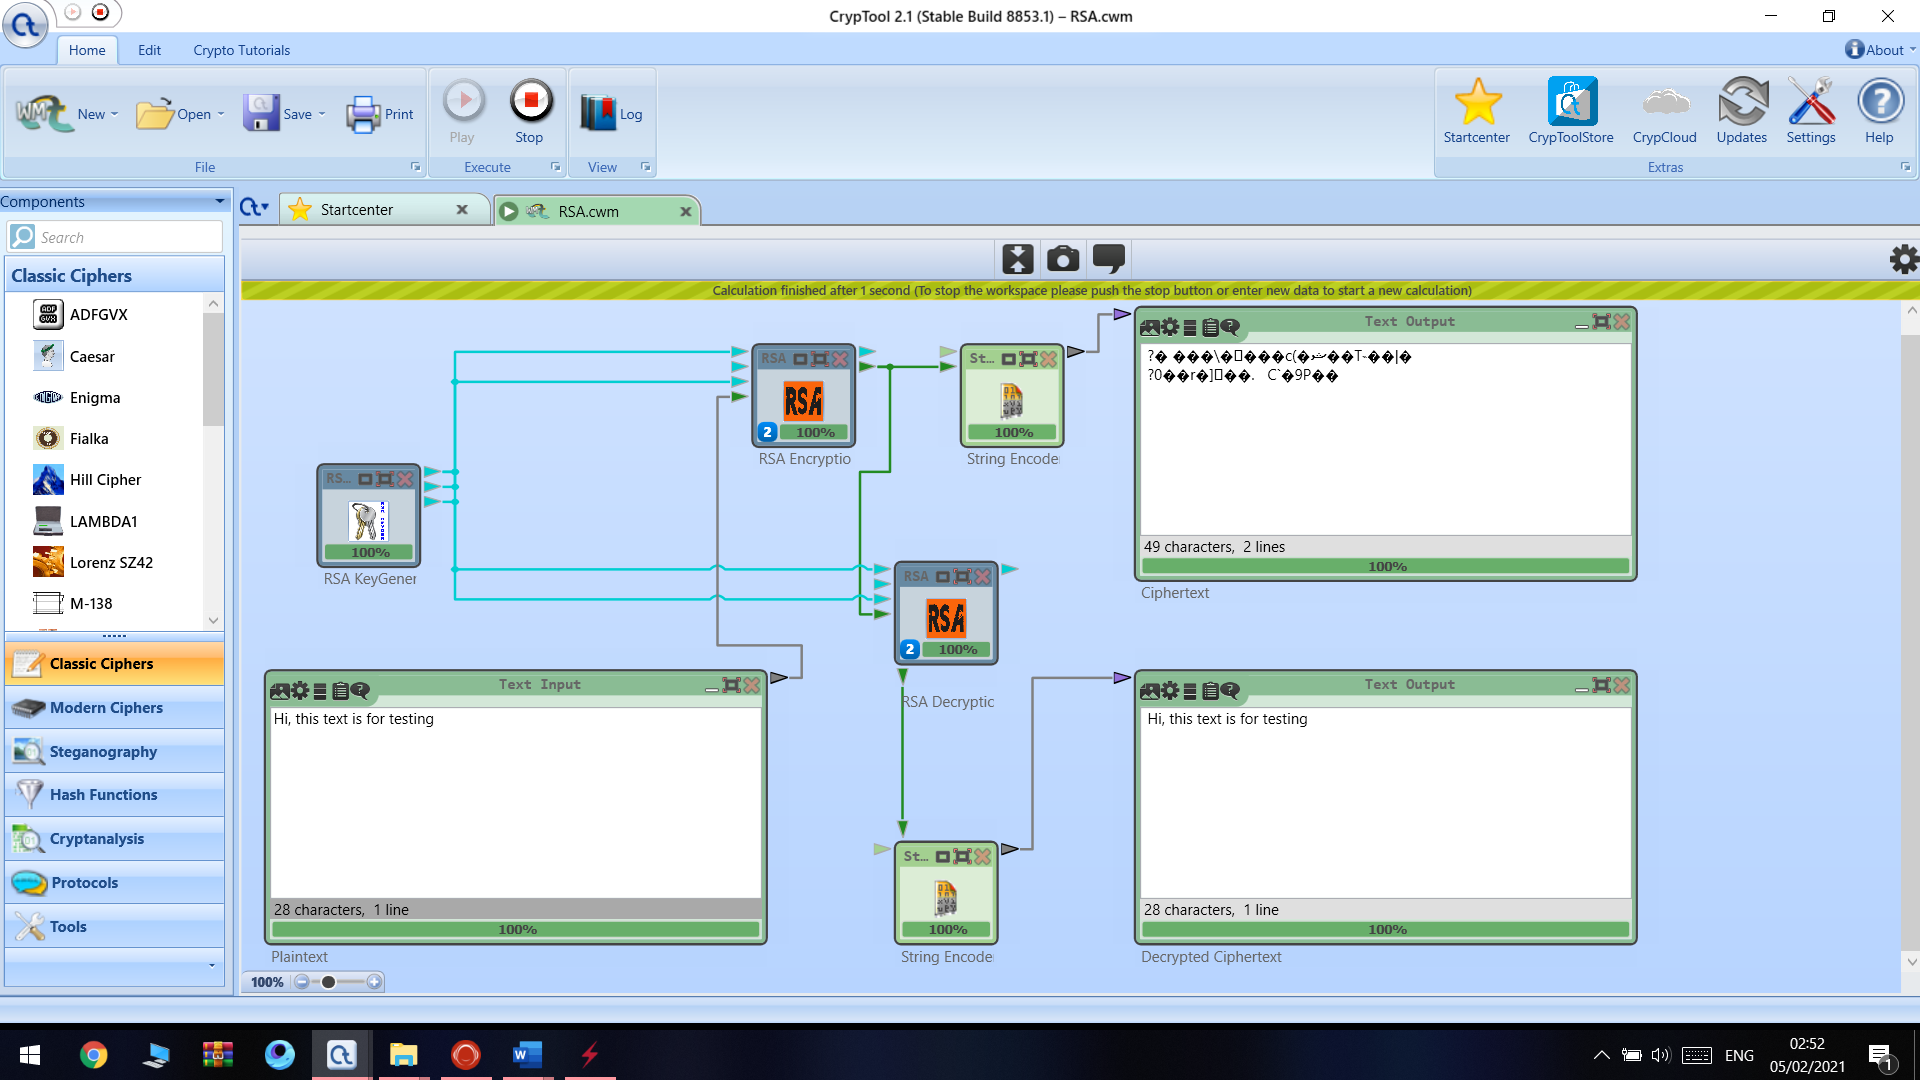 CrypTool 2.1 (Stable Build 8853.1) – RSA.cwm
Home Edit Crypto Tutorials About
New Open Save Print Play Stop Log Startcenter CrypToolStore CrypCloud Updates Settings Help
File Execute View Extras
Components
Search
Classic Ciphers
ADFGVX
Caesar
Enigma
Fialka
Hill Cipher
LAMBDA1
Lorenz SZ42
M-138
Classic Ciphers
Modern Ciphers
Steganography
Hash Functions
Cryptanalysis
Protocols
Tools
Startcenter RSA.cwm
Calculation finished after 1 second (To stop the workspace please push the stop button or enter new data to start a new calculation)
RS...
100%
RSA KeyGener
RSA
RSA
2 100%
RSA Encryptio
St...
100%
String Encode
Text Output
49 characters, 2 lines
100%
Ciphertext
RSA
RSA
2 100%
RSA Decryptic
Text Input
Hi, this text is for testing
28 characters, 1 line
100%
Plaintext
St...
100%
String Encode
Text Output
Hi, this text is for testing
28 characters, 1 line
100%
Decrypted Ciphertext
100%
ENG
02:52
05/02/2021
1